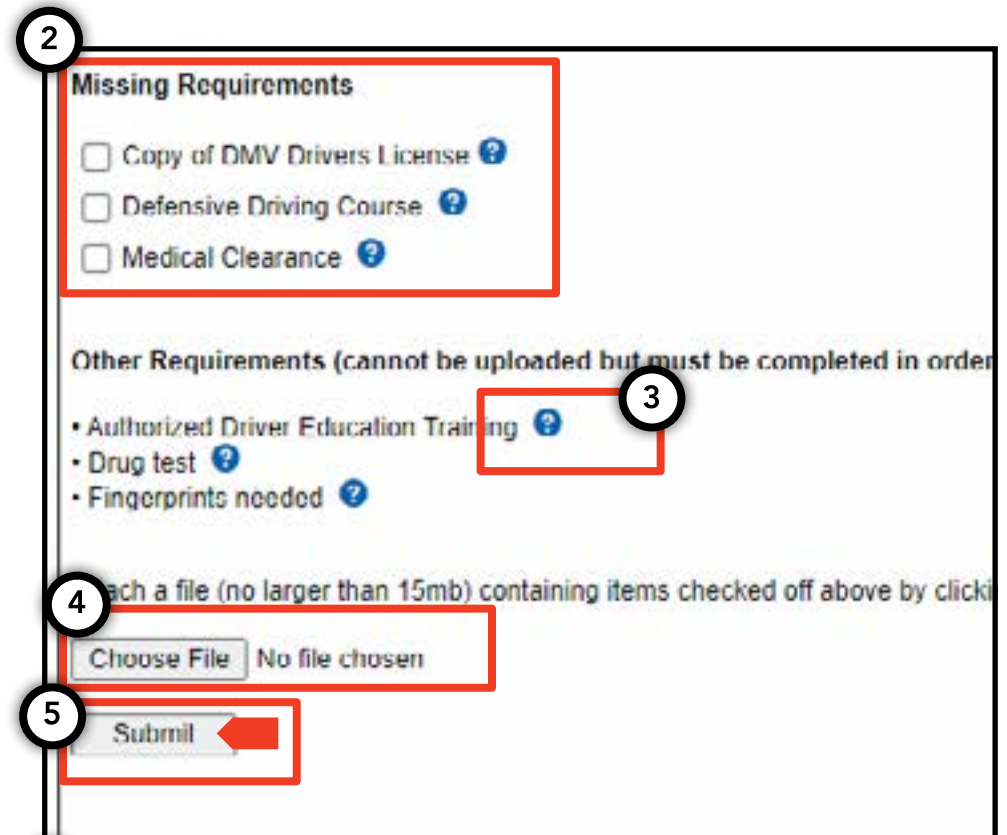 2
Missing Requirements
Copy of DMV Drivers License ?
Defensive Driving Course ?
Medical Clearance ?
Other Requirements (cannot be uploaded but must be completed in order
3
• Authorized Driver Education Training ?
• Drug test ?
• Fingerprints needed ?
ach a file (no larger than 15mb) containing items checked off above by clicki
4
Choose File No file chosen
5
Submit